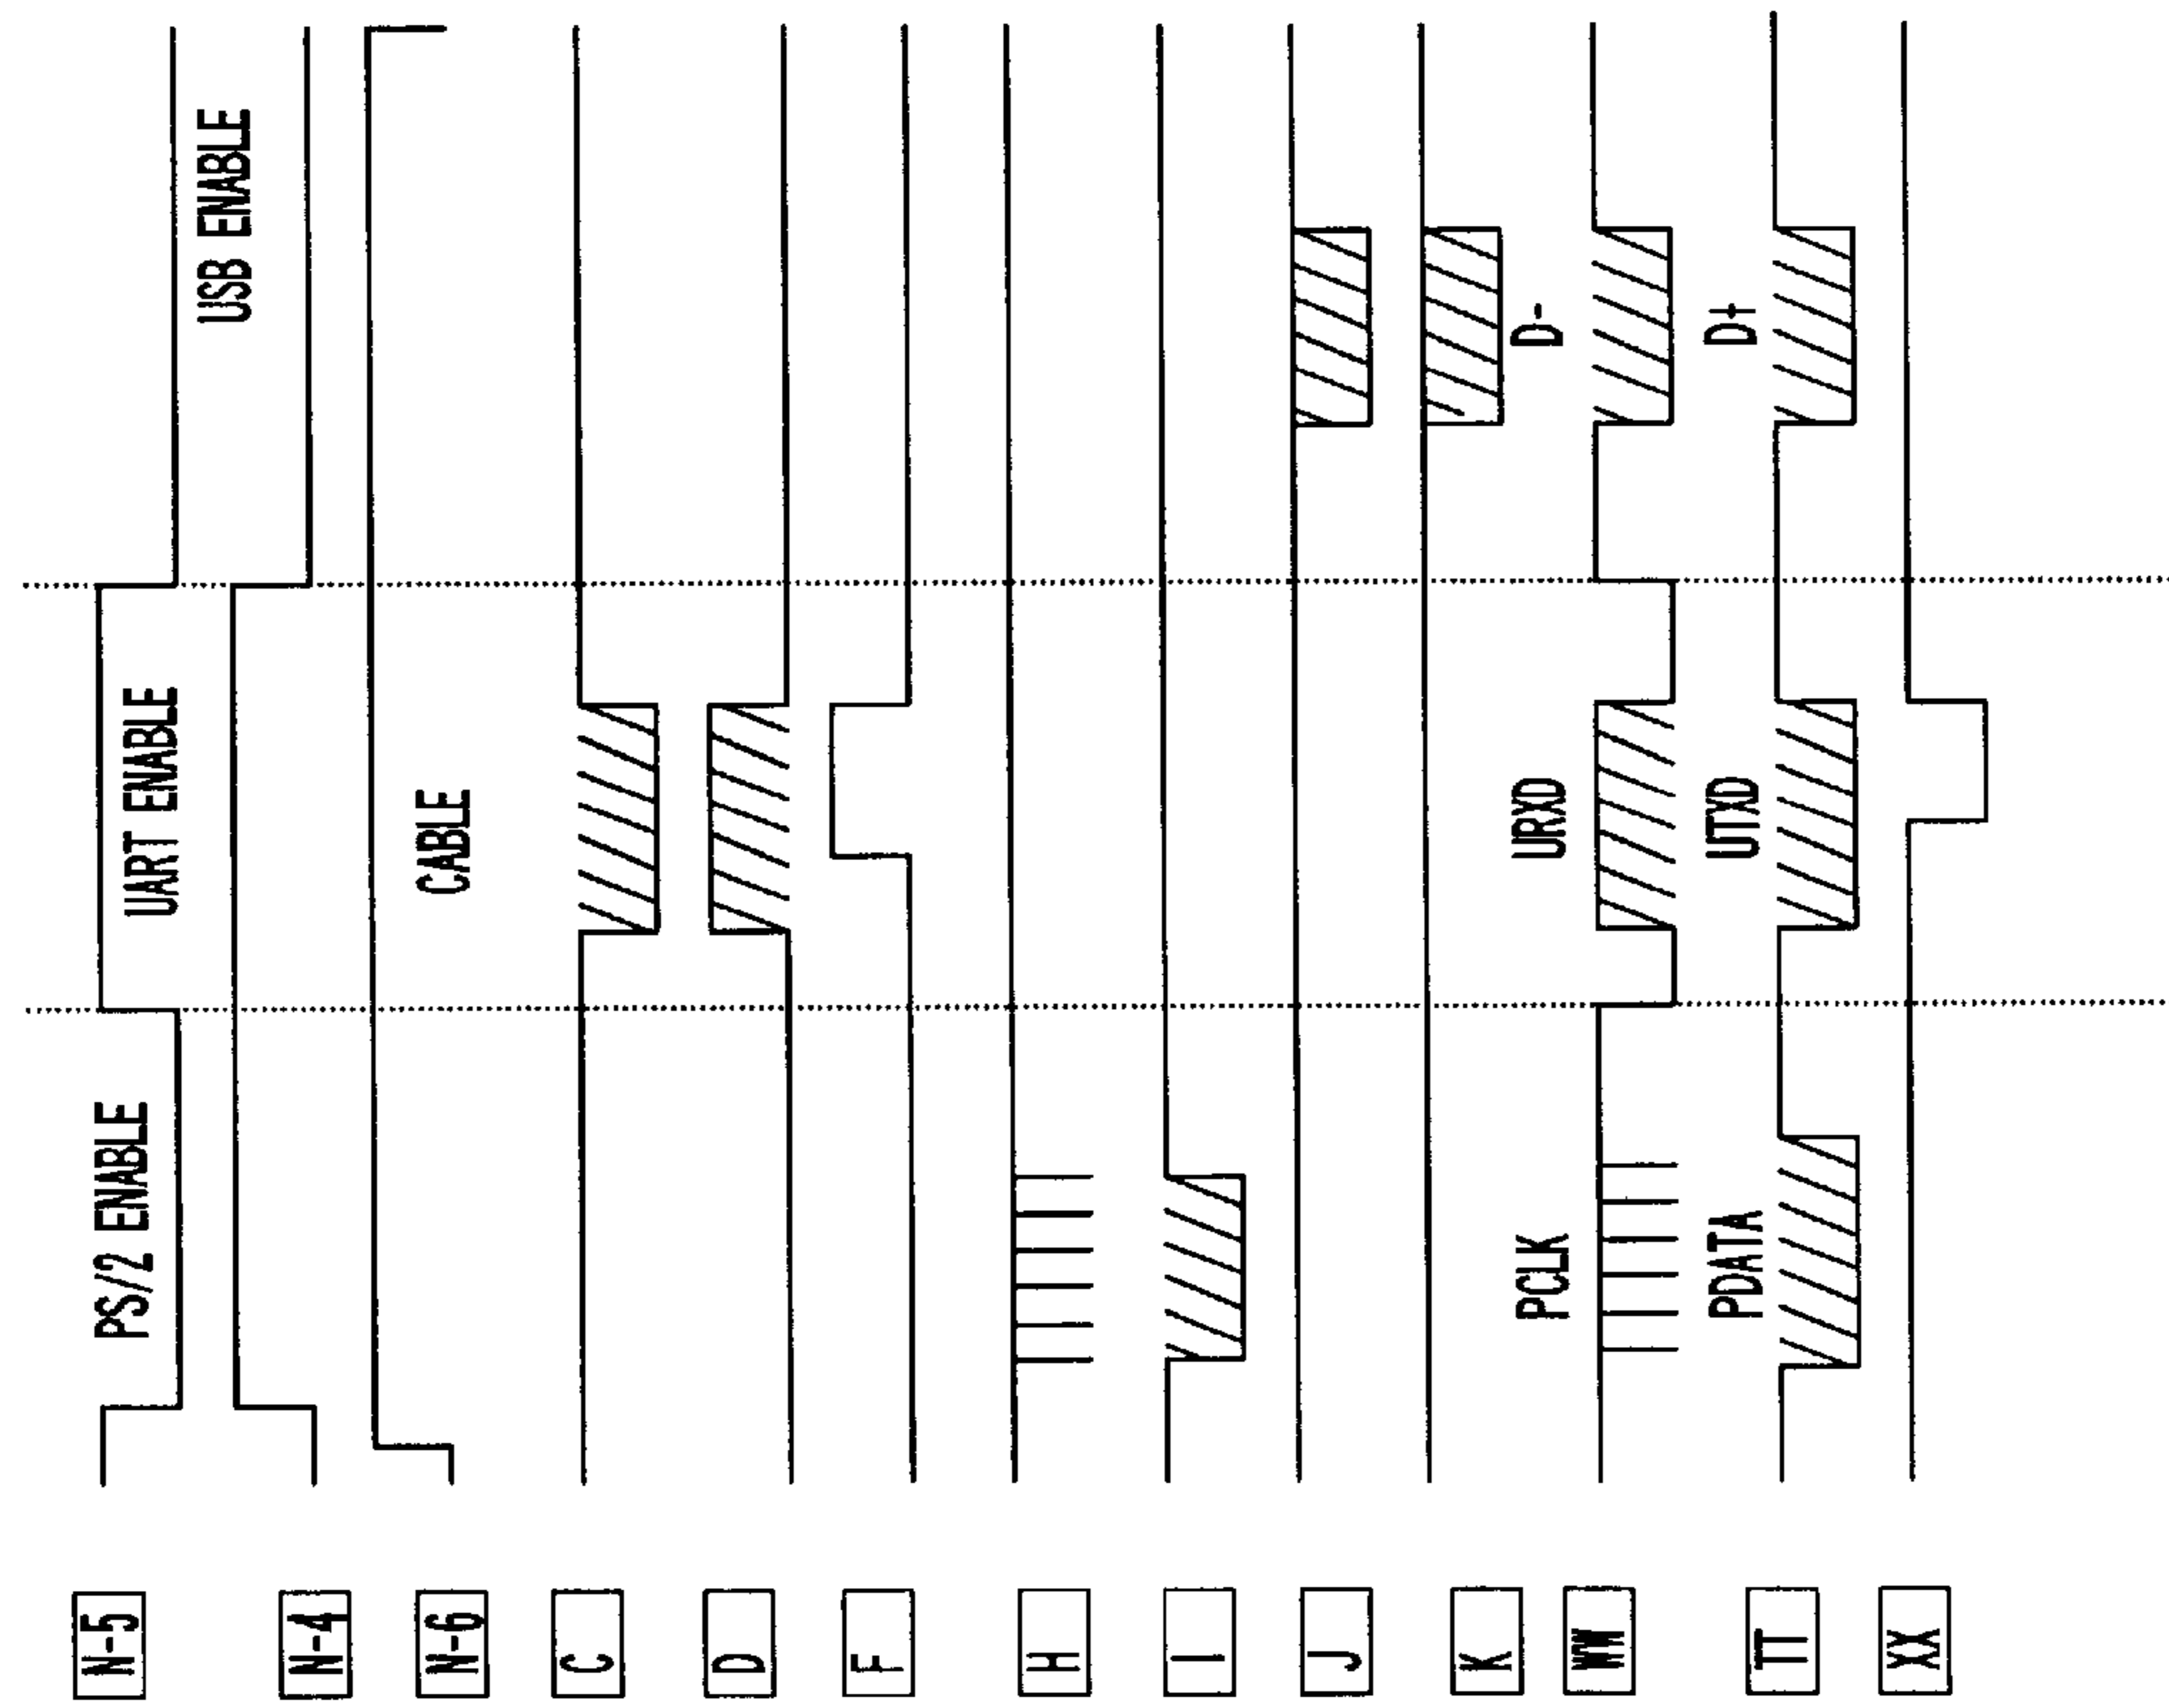 N-5
PS/2 ENABLE
UART ENABLE
USB ENABLE
N-4
N-6
CABLE
C
D
F
H
I
J
K
PCLK
URXD
D-
WW
PDATA
UTXD
D+
TT
XX